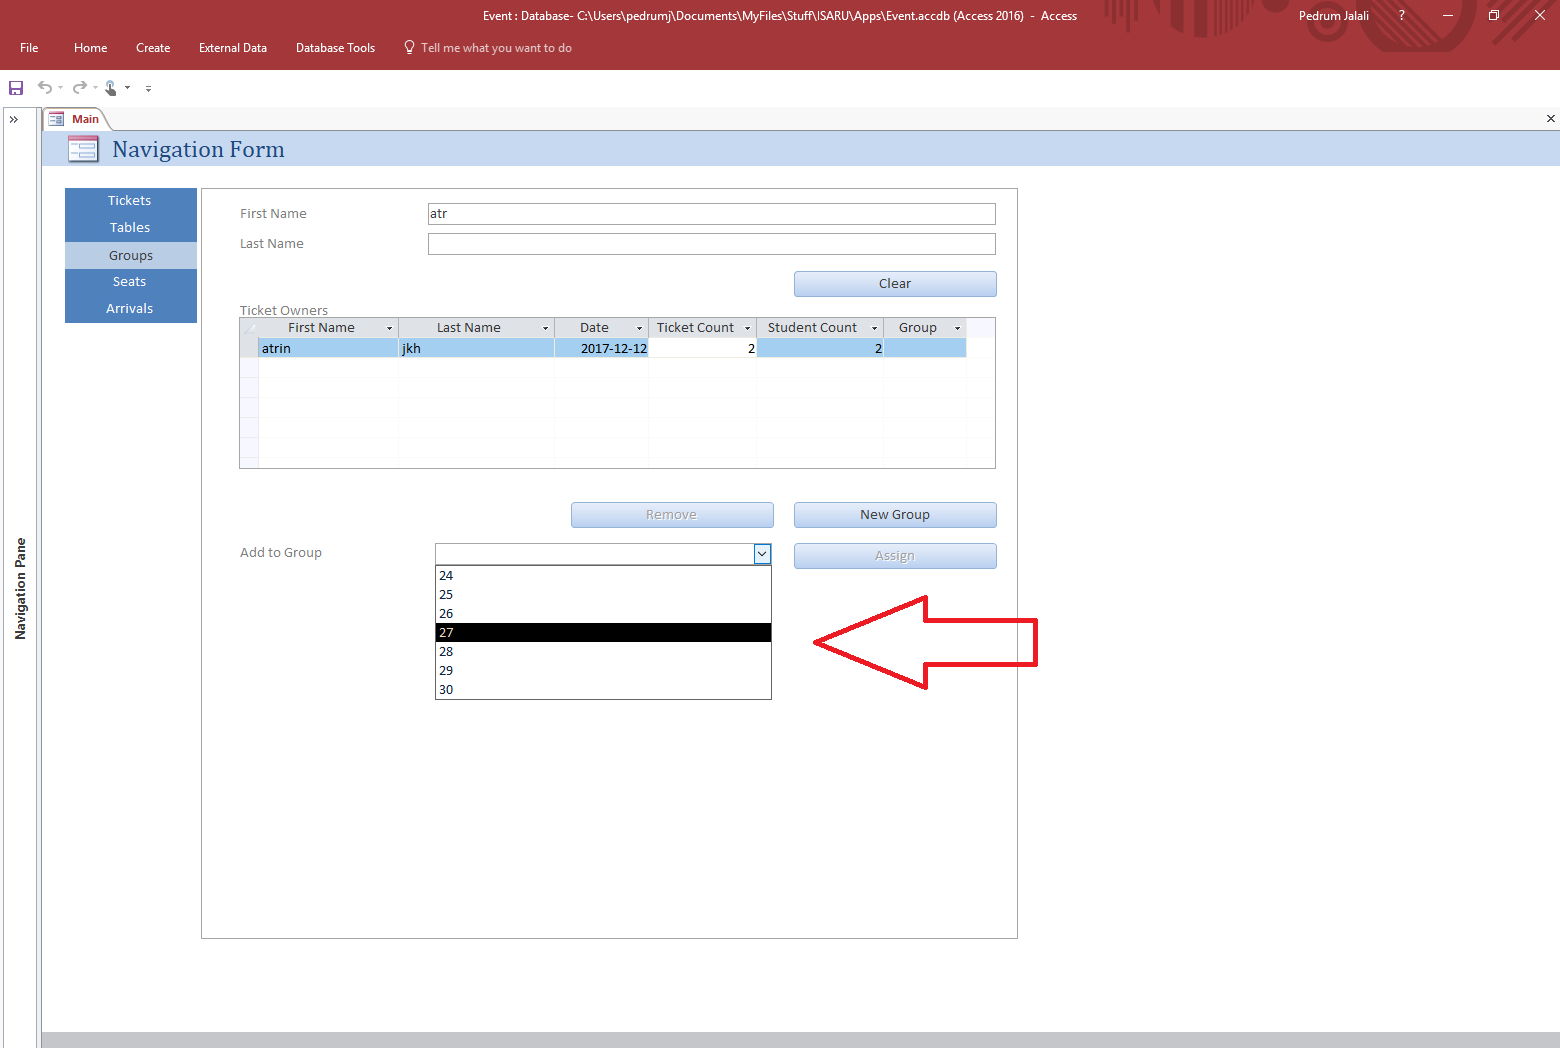 Event : Database- C:\Users\pedrumj\Documents\MyFiles\Stuff\ISARU\Apps\Event.accdb (Access 2016)  -  Access
Pedrum Jalali
?
File Home Create External Data Database Tools Tell me what you want to do
Main
Navigation Form
Navigation Pane
Tickets
Tables
Groups
Seats
Arrivals
First Name atr
Last Name
Clear
Ticket Owners
First Name Last Name Date Ticket Count Student Count Group
atrin jkh 2017-12-12 2 2
Remove New Group
Add to Group Assign
24
25
26
27
28
29
30